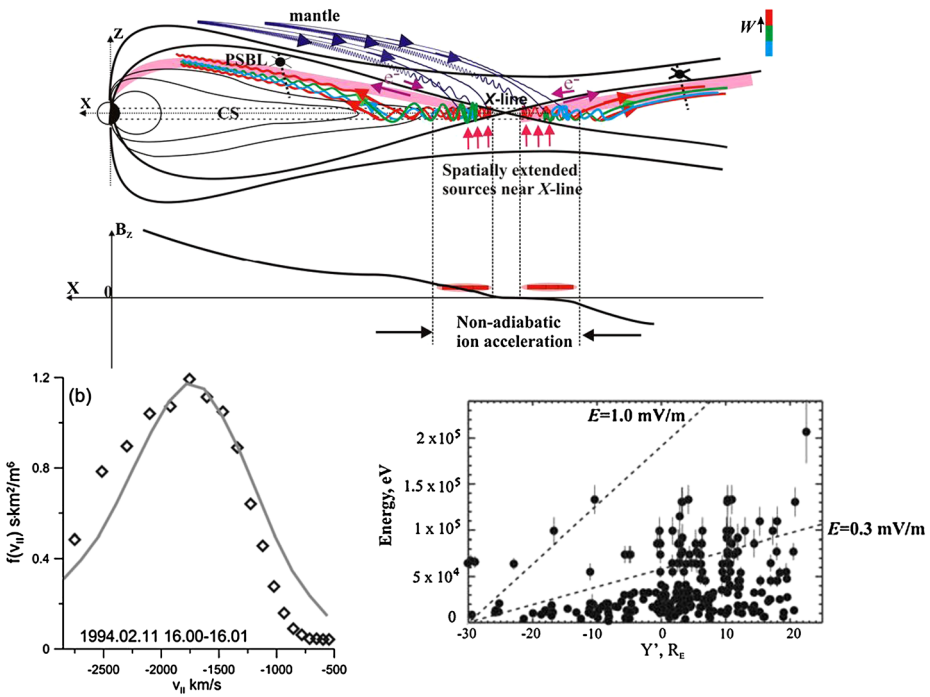 mantle
Z
W
PSBL
e⁻
e⁻
X-line
X
CS
Spatially extended
sources near X-line
Bz
X
0
Non-adiabatic
ion acceleration
(b)
1.2
0.8
0.4
0
f(v_II) s·km²/m⁶
1994.02.11 16.00-16.01
-2500 -2000 -1500 -1000 -500
v_II km/s
E=1.0 mV/m
2 x 10⁵
1.5 x 10⁵
1 x 10⁵
5 x 10⁴
0
Energy, eV
E=0.3 mV/m
-30 -20 -10 0 10 20
Y', R_E